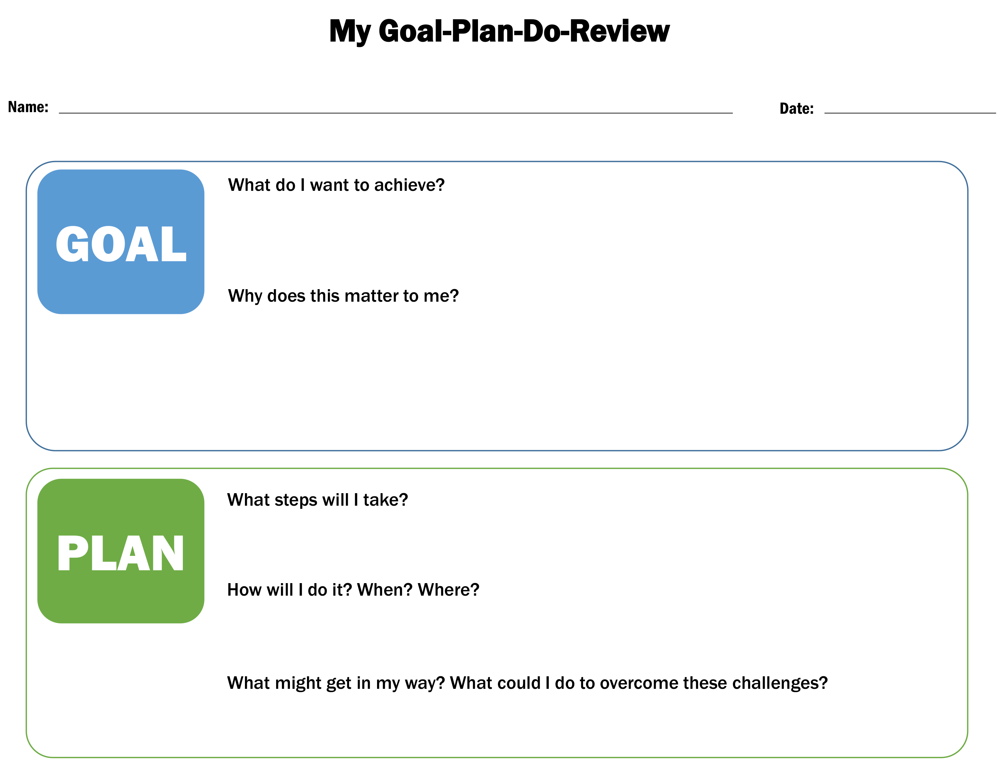 My Goal-Plan-Do-Review
Name:
Date:
GOAL
What do I want to achieve?
Why does this matter to me?
PLAN
What steps will I take?
How will I do it? When? Where?
What might get in my way? What could I do to overcome these challenges?